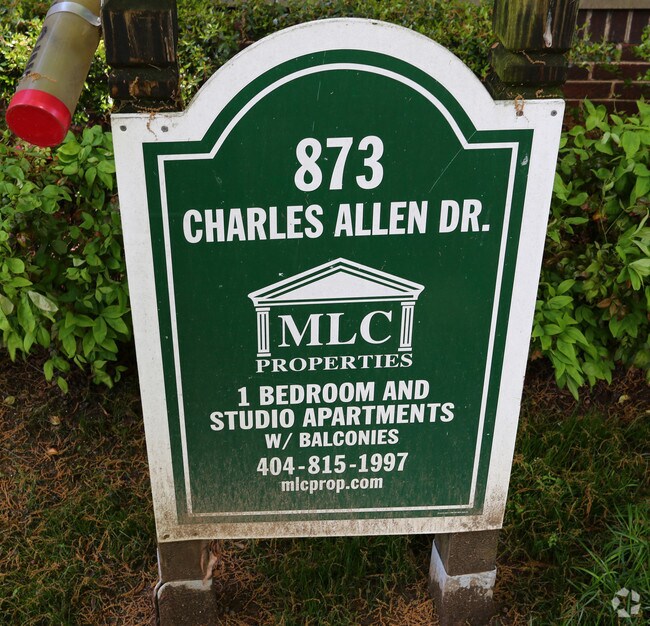 873
CHARLES ALLEN DR.
MLC
PROPERTIES
1 BEDROOM AND
STUDIO APARTMENTS
W/ BALCONIES
404-815-1997
mlcprop.com